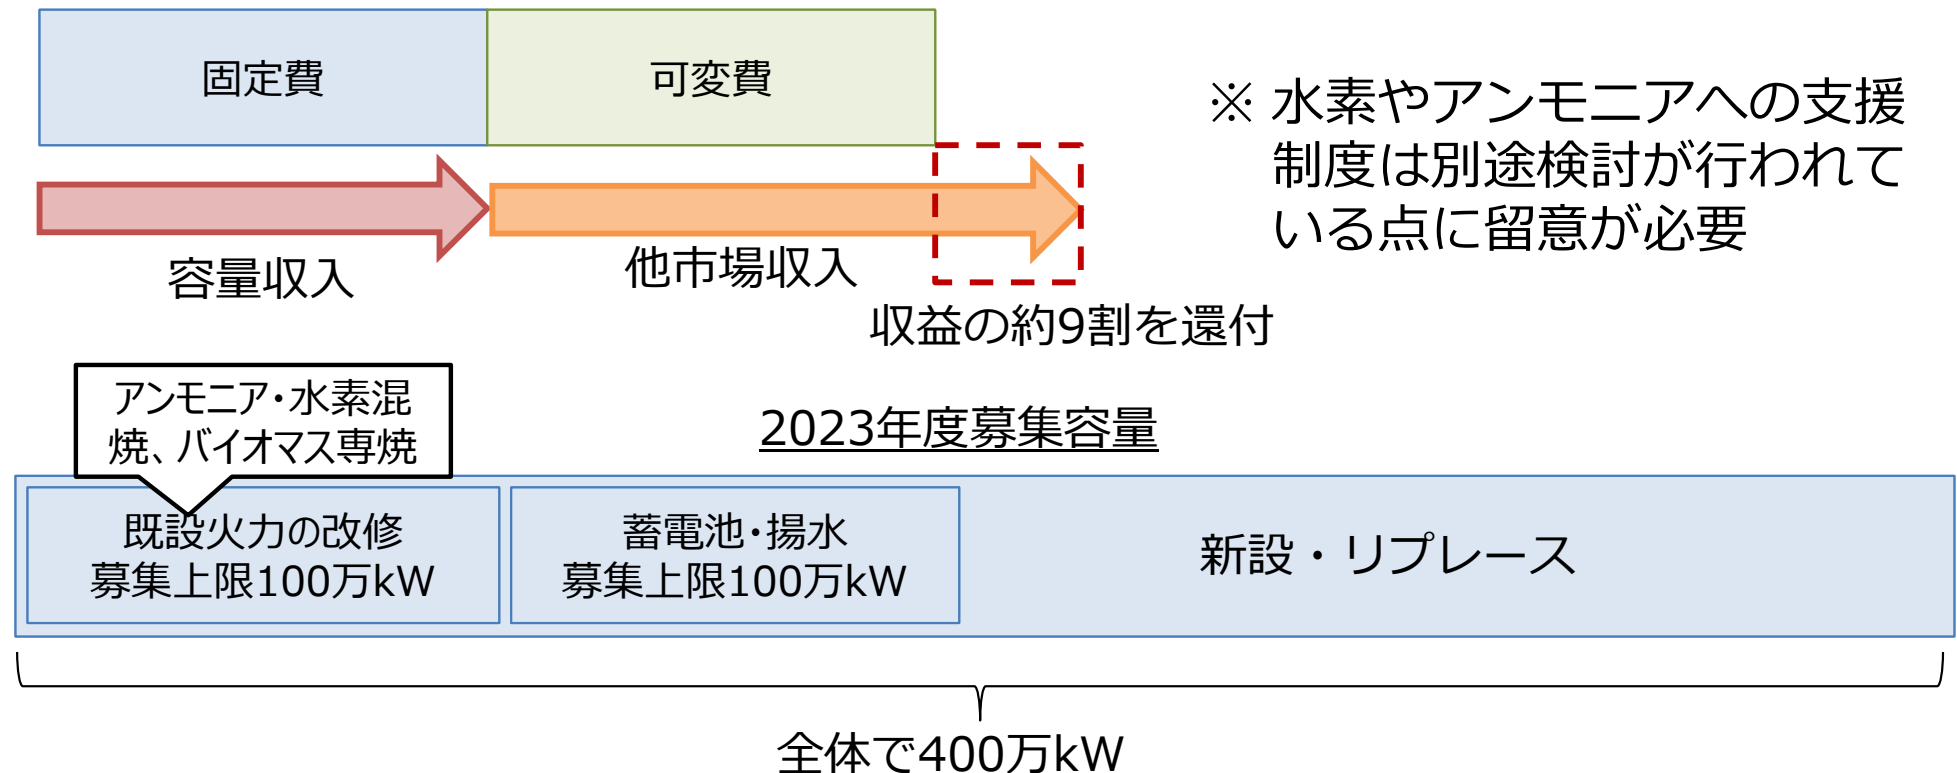 固定費
可変費
※ 水素やアンモニアへの支援
制度は別途検討が行われて
いる点に留意が必要
容量収入
他市場収入
収益の約9割を還付
アンモニア・水素混
焼、バイオマス専焼
2023年度募集容量
既設火力の改修
募集上限100万kW
蓄電池・揚水
募集上限100万kW
新設・リプレース
全体で400万kW